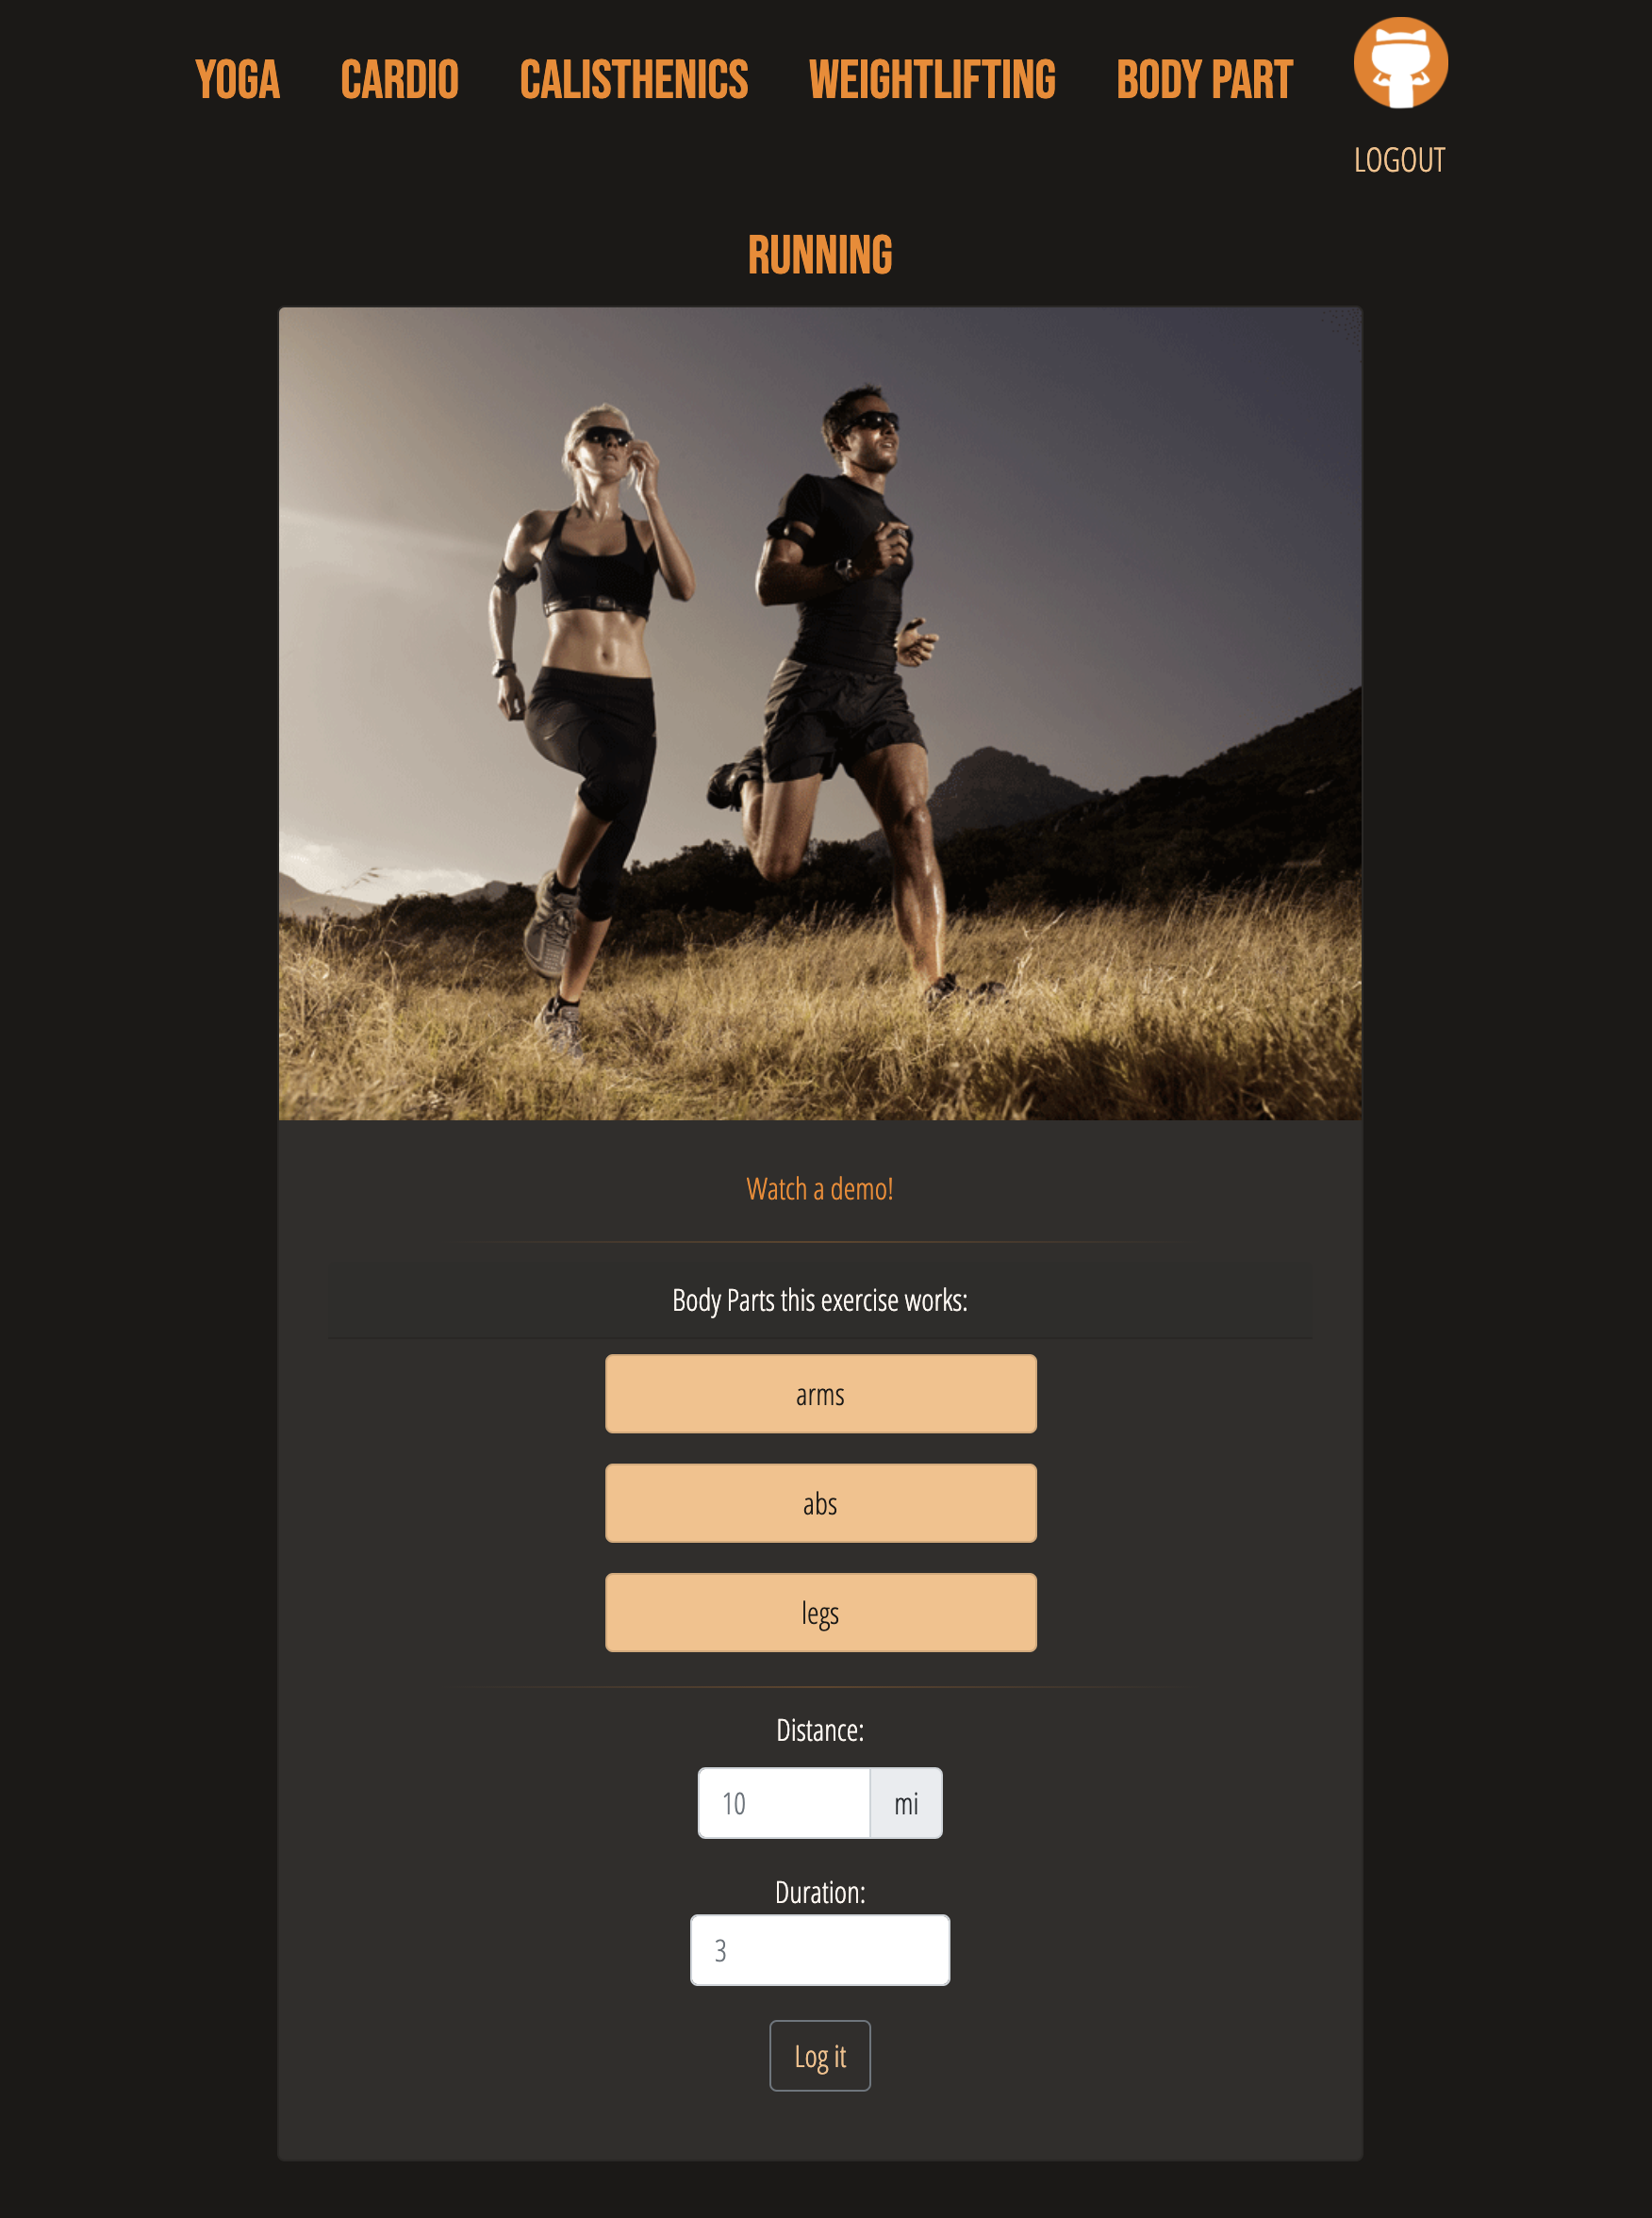 YOGA CARDIO CALISTHENICS WEIGHTLIFTING BODY PART
LOGOUT
RUNNING
Watch a demo!
Body Parts this exercise works:
arms
abs
legs
Distance:
10 mi
Duration:
3
Log it